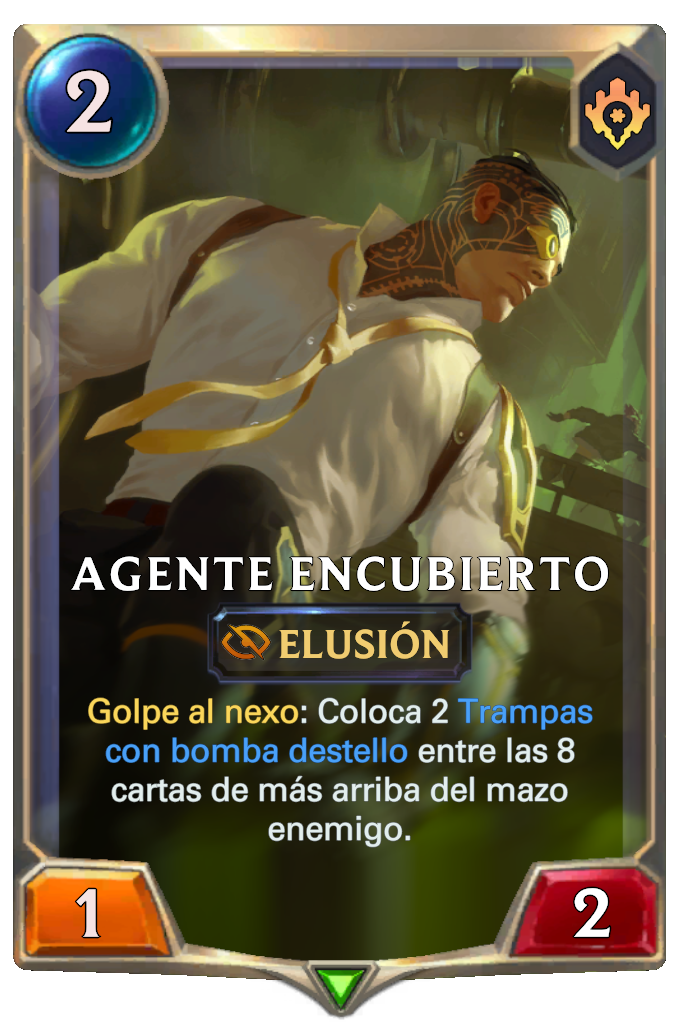 2
AGENTE ENCUBIERTO
ELUSIÓN
Golpe al nexo: Coloca 2 Trampas
con bomba destello entre las 8
cartas de más arriba del mazo
enemigo.
1
2